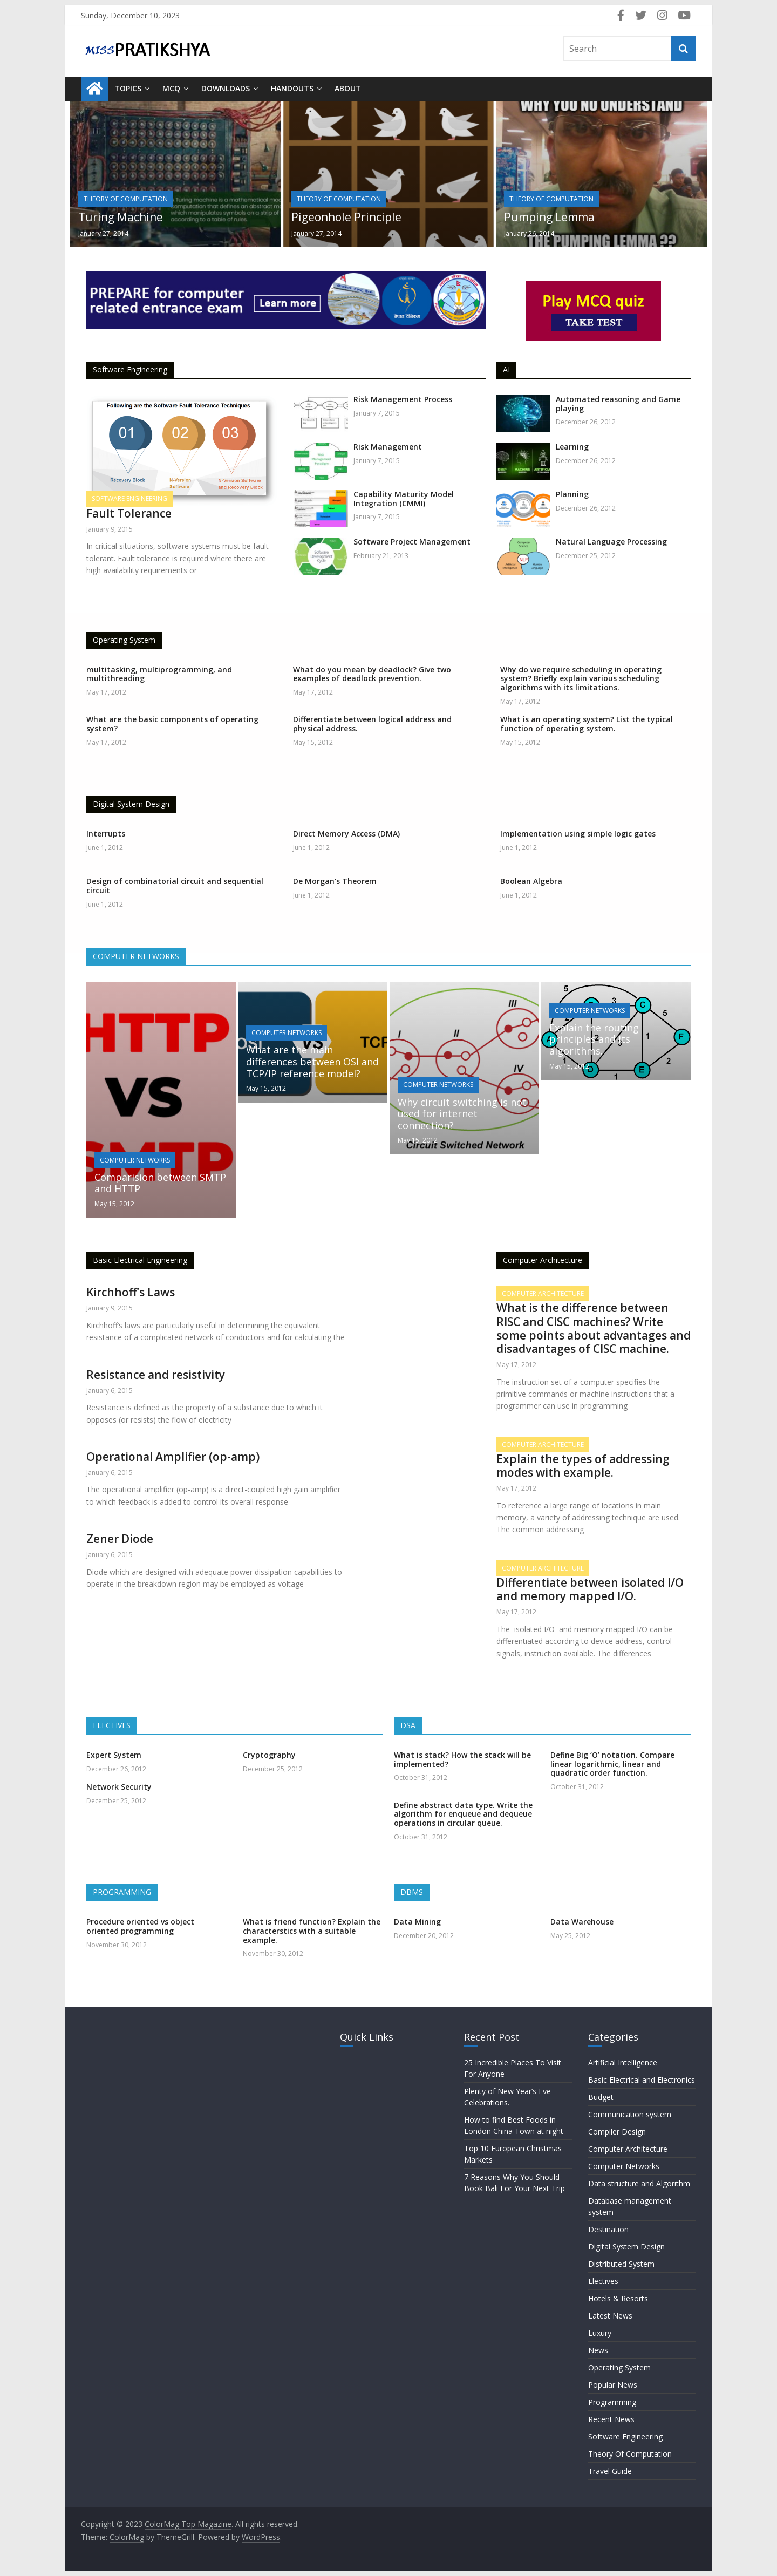 Sunday, December 10, 2023
MISS PRATIKSHYA
Search
TOPICS
MCQ
DOWNLOADS
HANDOUTS
ABOUT
THEORY OF COMPUTATION
Turing Machine
January 27, 2014
THEORY OF COMPUTATION
Pigeonhole Principle
January 27, 2014
WHY YOU NO UNDERSTAND
THEORY OF COMPUTATION
Pumping Lemma
January 26, 2014
THE PUMPING LEMMA ??
PREPARE for computer
related entrance exam
Learn more
Play MCQ quiz
TAKE TEST
Software Engineering
Following are the Software Fault Tolerance Techniques
01
02
03
Recovery Block
N-Version
Software
N-Version Software
and Recovery Block
SOFTWARE ENGINEERING
Fault Tolerance
January 9, 2015
In critical situations, software systems must be fault
tolerant. Fault tolerance is required where there are
high availability requirements or
Risk Management Process
January 7, 2015
Risk Management
January 7, 2015
Capability Maturity Model
Integration (CMMI)
January 7, 2015
Software Project Management
February 21, 2013
AI
Automated reasoning and Game
playing
December 26, 2012
Learning
December 26, 2012
Planning
December 26, 2012
Natural Language Processing
December 25, 2012
Operating System
multitasking, multiprogramming, and
multithreading
May 17, 2012
What do you mean by deadlock? Give two
examples of deadlock prevention.
May 17, 2012
Why do we require scheduling in operating
system? Briefly explain various scheduling
algorithms with its limitations.
May 17, 2012
What are the basic components of operating
system?
May 17, 2012
Differentiate between logical address and
physical address.
May 15, 2012
What is an operating system? List the typical
function of operating system.
May 15, 2012
Digital System Design
Interrupts
June 1, 2012
Direct Memory Access (DMA)
June 1, 2012
Implementation using simple logic gates
June 1, 2012
Design of combinatorial circuit and sequential
circuit
June 1, 2012
De Morgan's Theorem
June 1, 2012
Boolean Algebra
June 1, 2012
COMPUTER NETWORKS
HTTP
VS
SMTP
COMPUTER NETWORKS
Comparision between SMTP
and HTTP
May 15, 2012
COMPUTER NETWORKS
What are the main
differences between OSI and
TCP/IP reference model?
May 15, 2012
I
II
III
IV
COMPUTER NETWORKS
Why circuit switching is not
used for internet
connection?
May 15, 2012
Circuit Switched Network
COMPUTER NETWORKS
Explain the routing
principles and its
algorithms.
May 15, 2012
Basic Electrical Engineering
Kirchhoff's Laws
January 9, 2015
Kirchhoff's laws are particularly useful in determining the equivalent
resistance of a complicated network of conductors and for calculating the
Resistance and resistivity
January 6, 2015
Resistance is defined as the property of a substance due to which it
opposes (or resists) the flow of electricity
Operational Amplifier (op-amp)
January 6, 2015
The operational amplifier (op-amp) is a direct-coupled high gain amplifier
to which feedback is added to control its overall response
Zener Diode
January 6, 2015
Diode which are designed with adequate power dissipation capabilities to
operate in the breakdown region may be employed as voltage
Computer Architecture
COMPUTER ARCHITECTURE
What is the difference between
RISC and CISC machines? Write
some points about advantages and
disadvantages of CISC machine.
May 17, 2012
The instruction set of a computer specifies the
primitive commands or machine instructions that a
programmer can use in programming
COMPUTER ARCHITECTURE
Explain the types of addressing
modes with example.
May 17, 2012
To reference a large range of locations in main
memory, a variety of addressing technique are used.
The common addressing
COMPUTER ARCHITECTURE
Differentiate between isolated I/O
and memory mapped I/O.
May 17, 2012
The isolated I/O and memory mapped I/O can be
differentiated according to device address, control
signals, instruction available. The differences
ELECTIVES
Expert System
December 26, 2012
Cryptography
December 25, 2012
Network Security
December 25, 2012
DSA
What is stack? How the stack will be
implemented?
October 31, 2012
Define Big 'O' notation. Compare
linear logarithmic, linear and
quadratic order function.
October 31, 2012
Define abstract data type. Write the
algorithm for enqueue and dequeue
operations in circular queue.
October 31, 2012
PROGRAMMING
Procedure oriented vs object
oriented programming
November 30, 2012
What is friend function? Explain the
characterstics with a suitable
example.
November 30, 2012
DBMS
Data Mining
December 20, 2012
Data Warehouse
May 25, 2012
Quick Links
Recent Post
25 Incredible Places To Visit
For Anyone
Plenty of New Year's Eve
Celebrations.
How to find Best Foods in
London China Town at night
Top 10 European Christmas
Markets
7 Reasons Why You Should
Book Bali For Your Next Trip
Categories
Artificial Intelligence
Basic Electrical and Electronics
Budget
Communication system
Compiler Design
Computer Architecture
Computer Networks
Data structure and Algorithm
Database management
system
Destination
Digital System Design
Distributed System
Electives
Hotels & Resorts
Latest News
Luxury
News
Operating System
Popular News
Programming
Recent News
Software Engineering
Theory Of Computation
Travel Guide
Copyright © 2023 ColorMag Top Magazine. All rights reserved.
Theme: ColorMag by ThemeGrill. Powered by WordPress.